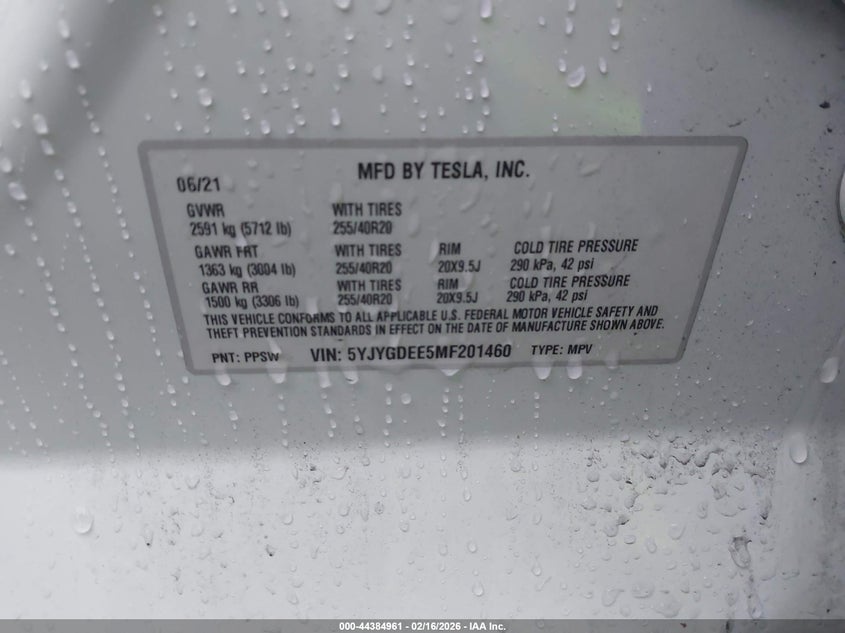 MFD BY TESLA, INC.
06/21
GVWR WITH TIRES
2591 kg (5712 lb) 255/40R20
GAWR FRT WITH TIRES RIM COLD TIRE PRESSURE
1363 kg (3004 lb) 255/40R20 20X9.5J 290 kPa, 42 psi
GAWR RR WITH TIRES RIM COLD TIRE PRESSURE
1500 kg (3306 lb) 255/40R20 20X9.5J 290 kPa, 42 psi
THIS VEHICLE CONFORMS TO ALL APPLICABLE U.S. FEDERAL MOTOR VEHICLE SAFETY AND
THEFT PREVENTION STANDARDS IN EFFECT ON THE DATE OF MANUFACTURE SHOWN ABOVE.
PNT: PPSW VIN: 5YJYGDEE5MF201460 TYPE: MPV
000-44384961 - 02/16/2026 - IAA Inc.